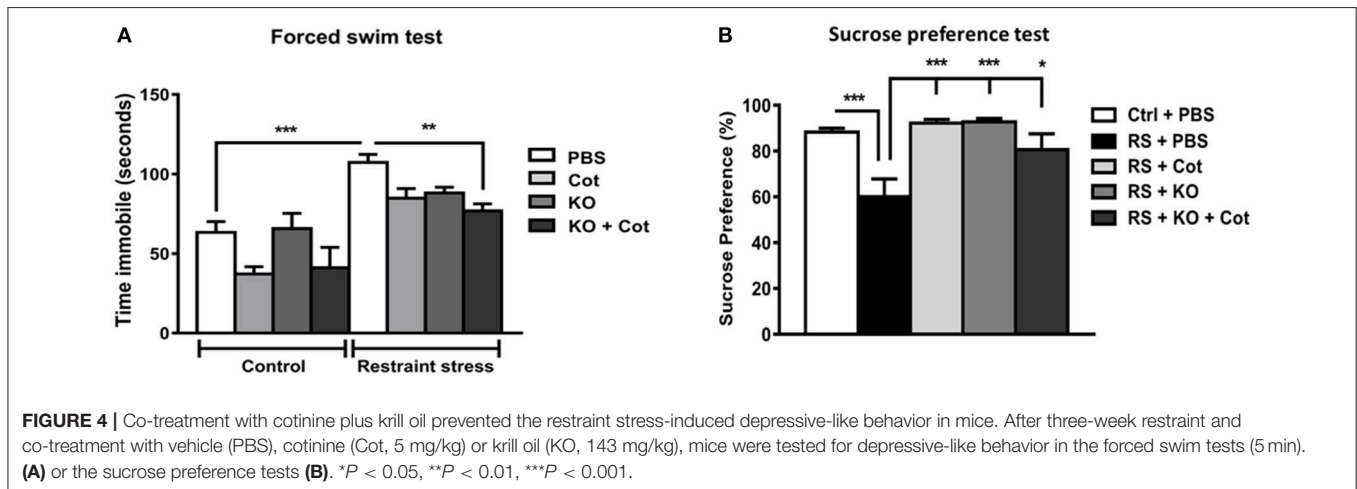 A
Forced swim test
Time immobile (seconds)
150
100
50
0
***
**
PBS
Cot
KO
KO + Cot
Control
Restraint stress
B
Sucrose preference test
Sucrose Preference (%)
100
80
60
40
20
0
***
***
***
*
Ctrl + PBS
RS + PBS
RS + Cot
RS + KO
RS + KO + Cot
FIGURE 4 | Co-treatment with cotinine plus krill oil prevented the restraint stress-induced depressive-like behavior in mice. After three-week restraint and
co-treatment with vehicle (PBS), cotinine (Cot, 5 mg/kg) or krill oil (KO, 143 mg/kg), mice were tested for depressive-like behavior in the forced swim tests (5 min).
(A) or the sucrose preference tests (B). *P < 0.05, **P < 0.01, ***P < 0.001.